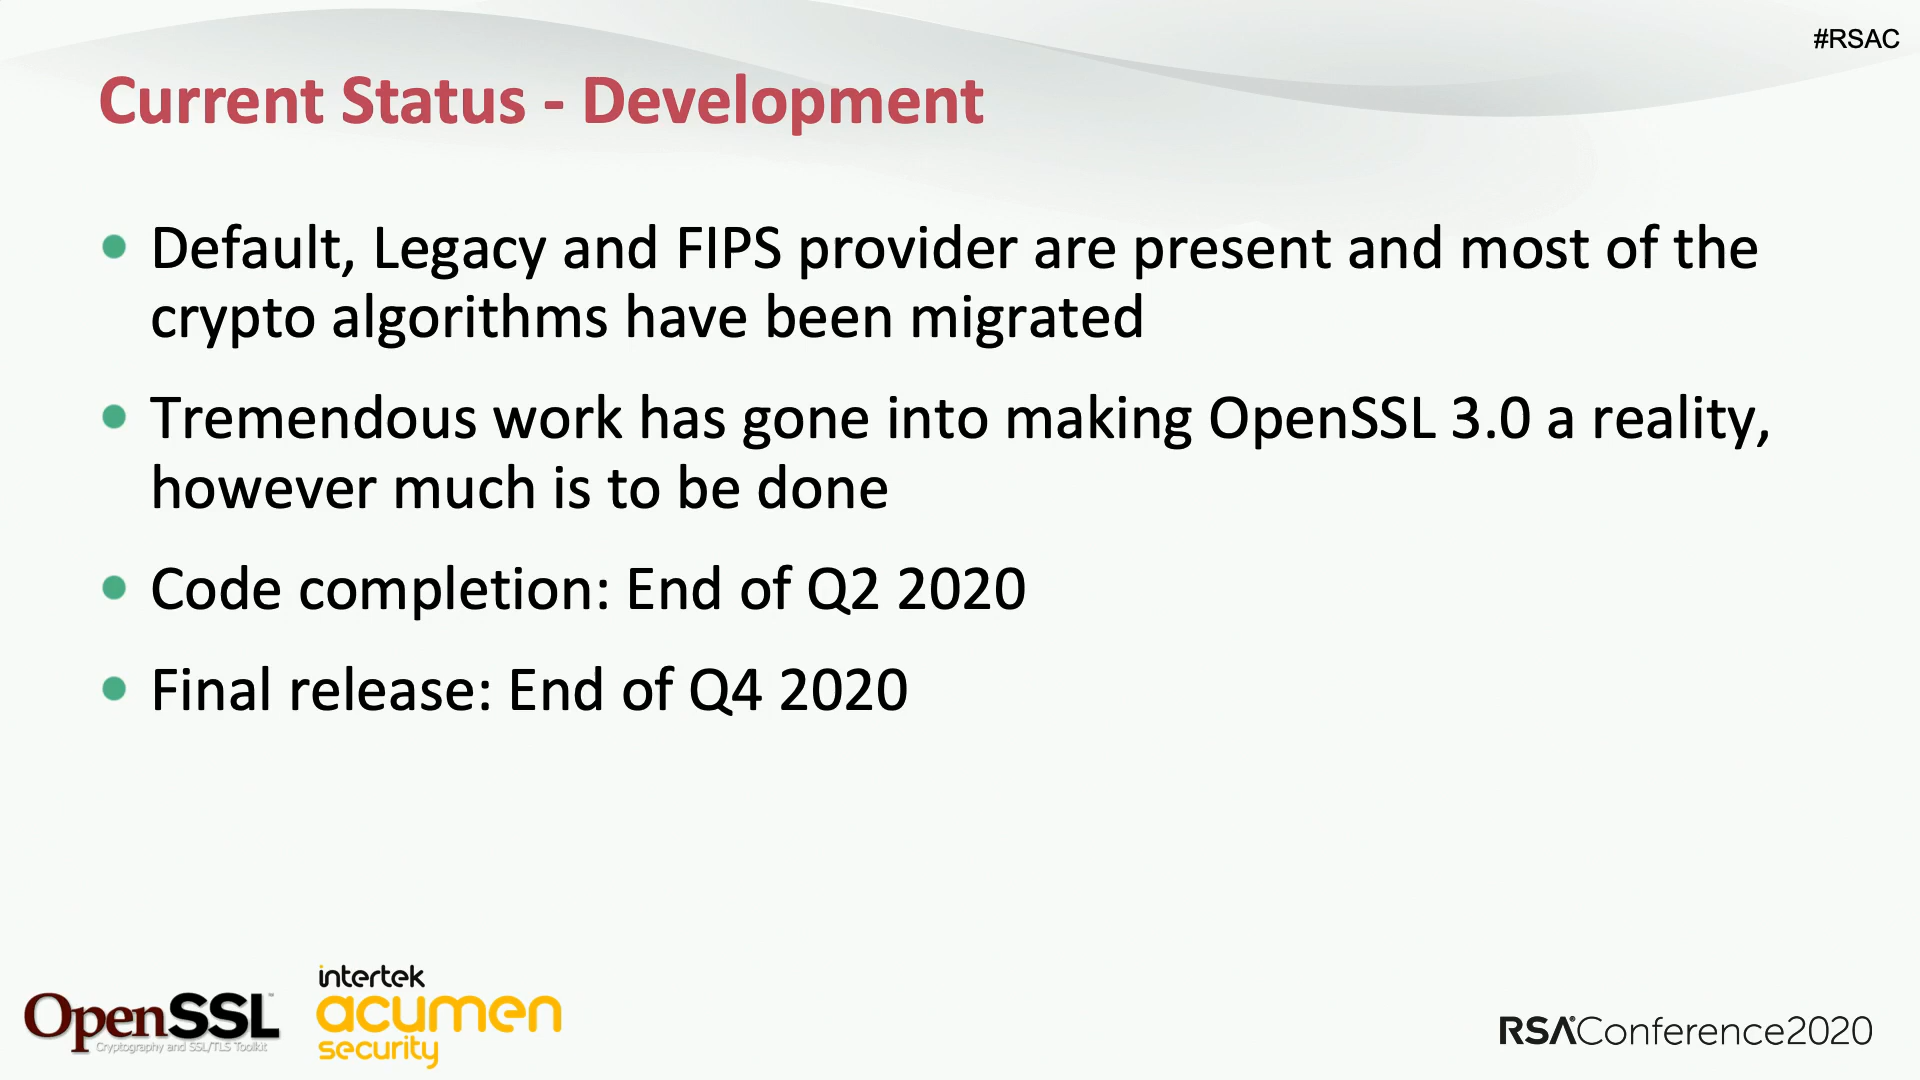 #RSAC
Current Status - Development
• Default, Legacy and FIPS provider are present and most of the
crypto algorithms have been migrated
• Tremendous work has gone into making OpenSSL 3.0 a reality,
however much is to be done
• Code completion: End of Q2 2020
• Final release: End of Q4 2020
OpenSSL™
Cryptography and SSL/TLS Toolkit
intertek
acumen
security
RSAConference2020